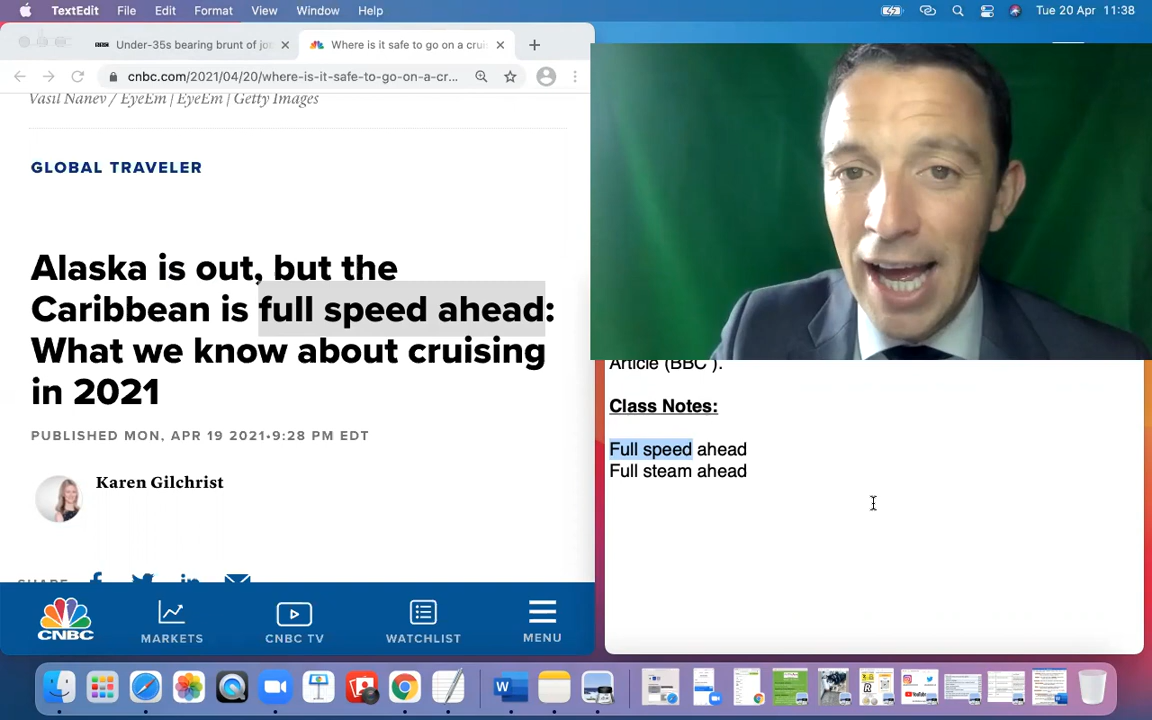 TextEdit File Edit Format View Window Help Tue 20 Apr 11:38
Under-35s bearing brunt of jo
Where is it safe to go on a crui
cnbc.com/2021/04/20/where-is-it-safe-to-go-on-a-cr...
Vasil Nanev / EyeEm | EyeEm | Getty Images
GLOBAL TRAVELER
Alaska is out, but the
Caribbean is full speed ahead:
What we know about cruising
in 2021
PUBLISHED MON, APR 19 2021•9:28 PM EDT
Karen Gilchrist
SHARE
CNBC
MARKETS
CNBC TV
WATCHLIST
MENU
Article (BBC ).
Class Notes:
Full speed ahead
Full steam ahead